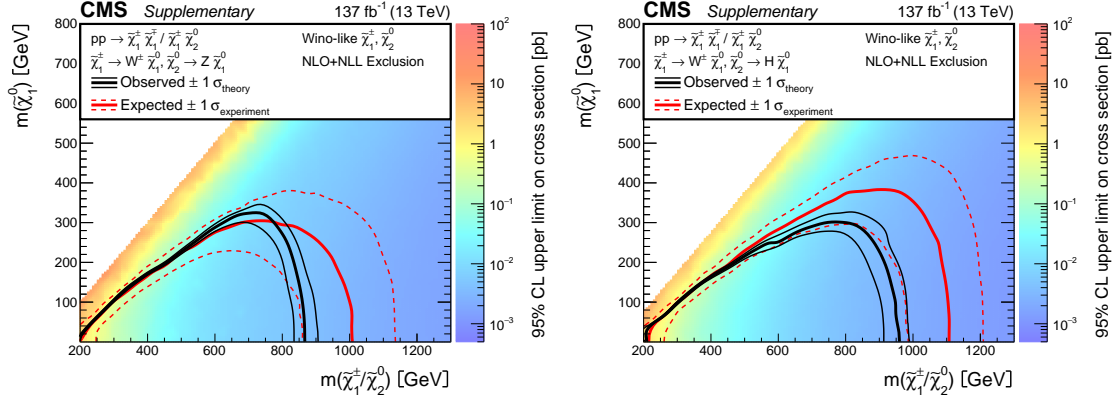 CMS Supplementary 137 fb⁻¹ (13 TeV)
pp → χ̃₁± χ̃₁∓ / χ̃₁± χ̃₂⁰ Wino-like χ̃₁±, χ̃₂⁰
χ̃₁± → W± χ̃₁⁰, χ̃₂⁰ → Z χ̃₁⁰ NLO+NLL Exclusion
Observed ± 1 σtheory
Expected ± 1 σexperiment
m(χ̃₁⁰) [GeV]
800
700
600
500
400
300
200
100
200 400 600 800 1000 1200
m(χ̃₁±/χ̃₂⁰) [GeV]
10²
10
1
10⁻¹
10⁻²
10⁻³
95% CL upper limit on cross section [pb]
CMS Supplementary 137 fb⁻¹ (13 TeV)
pp → χ̃₁± χ̃₁∓ / χ̃₁± χ̃₂⁰ Wino-like χ̃₁±, χ̃₂⁰
χ̃₁± → W± χ̃₁⁰, χ̃₂⁰ → H χ̃₁⁰ NLO+NLL Exclusion
Observed ± 1 σtheory
Expected ± 1 σexperiment
m(χ̃₁⁰) [GeV]
800
700
600
500
400
300
200
100
200 400 600 800 1000 1200
m(χ̃₁±/χ̃₂⁰) [GeV]
10²
10
1
10⁻¹
10⁻²
10⁻³
95% CL upper limit on cross section [pb]